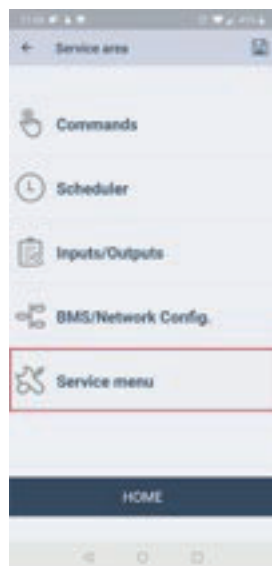 Service area
Commands
Scheduler
Inputs/Outputs
BMS/Network Config.
Service menu
HOME